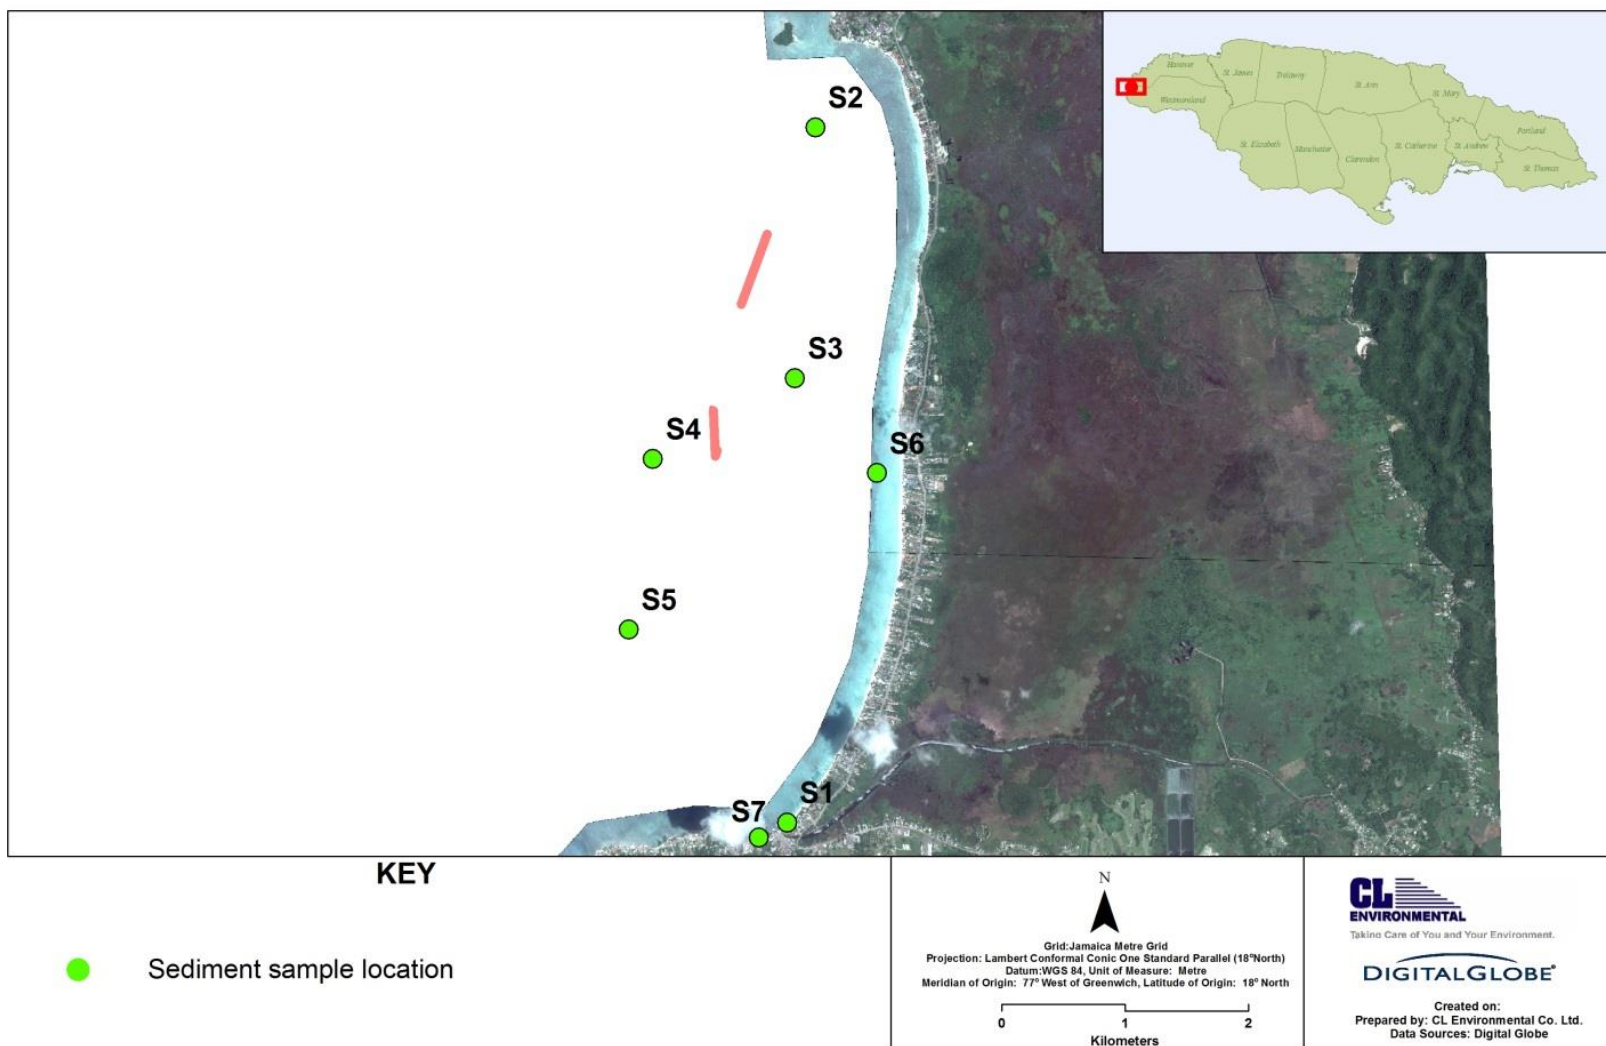 S2
S3
S4
S6
S5
S1
S7
Hanover
St. James
Trelawny
St. Ann
St. Mary
Westmoreland
Portland
St. Elizabeth
Manchester
Clarendon
St. Catherine
St. Andrew
St. Thomas
KEY
Sediment sample location
N
Grid:Jamaica Metre Grid
Projection: Lambert Conformal Conic One Standard Parallel (18°North)
Datum:WGS 84, Unit of Measure: Metre
Meridian of Origin: 77° West of Greenwich, Latitude of Origin: 18° North
0 1 2
Kilometers
CL
ENVIRONMENTAL
Taking Care of You and Your Environment.
DIGITALGLOBE®
Created on:
Prepared by: CL Environmental Co. Ltd.
Data Sources: Digital Globe